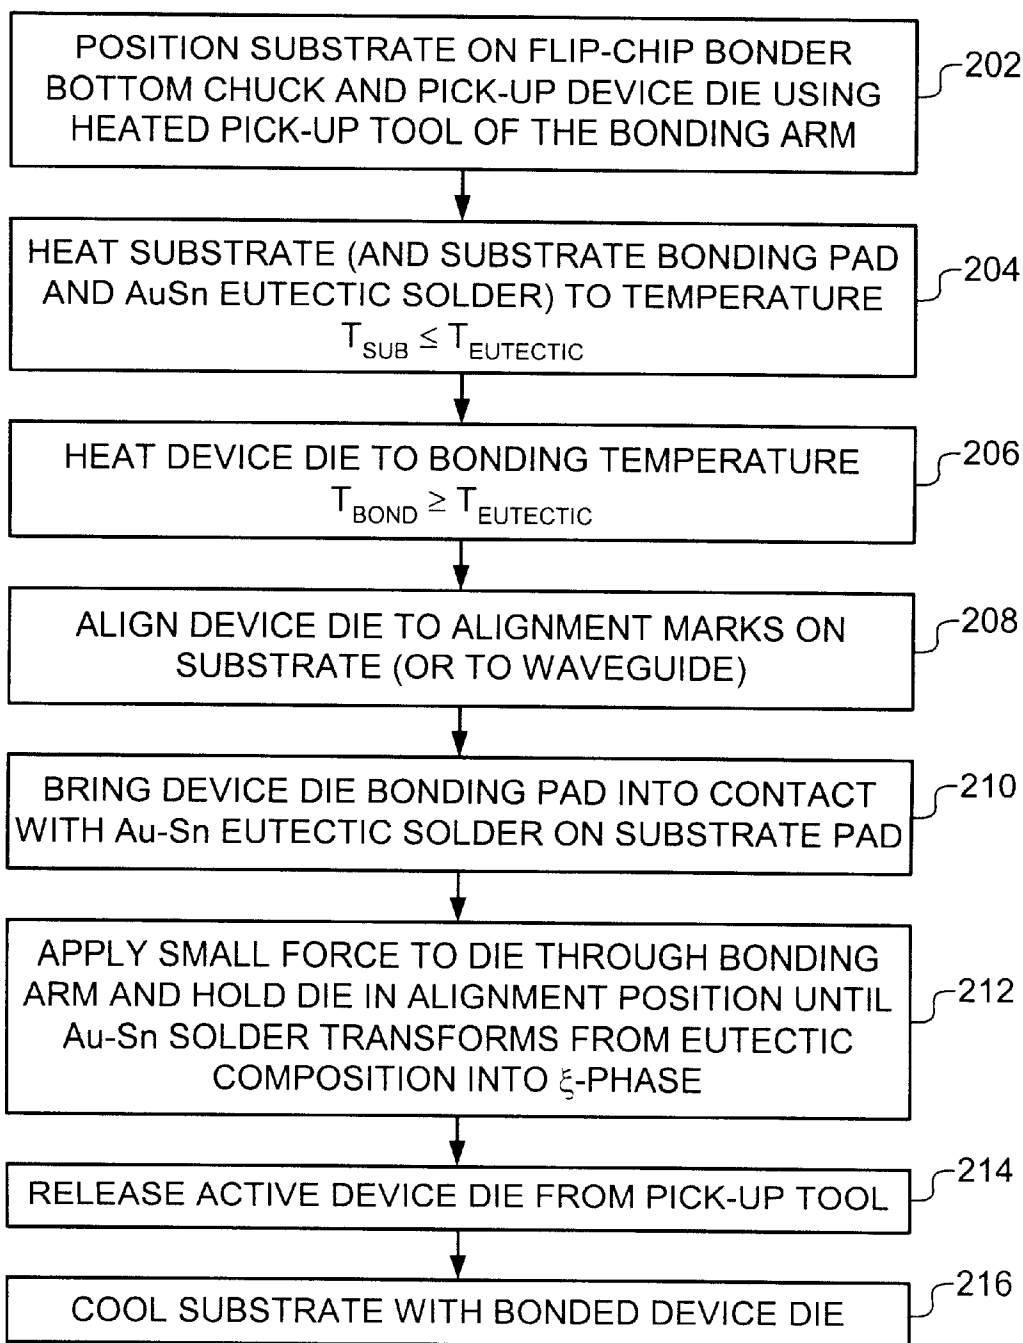 POSITION SUBSTRATE ON FLIP-CHIP BONDER
BOTTOM CHUCK AND PICK-UP DEVICE DIE USING
HEATED PICK-UP TOOL OF THE BONDING ARM
202
HEAT SUBSTRATE (AND SUBSTRATE BONDING PAD
AND AuSn EUTECTIC SOLDER) TO TEMPERATURE
T_SUB ≤ T_EUTECTIC
204
HEAT DEVICE DIE TO BONDING TEMPERATURE
T_BOND ≥ T_EUTECTIC
206
ALIGN DEVICE DIE TO ALIGNMENT MARKS ON
SUBSTRATE (OR TO WAVEGUIDE)
208
BRING DEVICE DIE BONDING PAD INTO CONTACT
WITH Au-Sn EUTECTIC SOLDER ON SUBSTRATE PAD
210
APPLY SMALL FORCE TO DIE THROUGH BONDING
ARM AND HOLD DIE IN ALIGNMENT POSITION UNTIL
Au-Sn SOLDER TRANSFORMS FROM EUTECTIC
COMPOSITION INTO ξ-PHASE
212
RELEASE ACTIVE DEVICE DIE FROM PICK-UP TOOL
214
COOL SUBSTRATE WITH BONDED DEVICE DIE
216